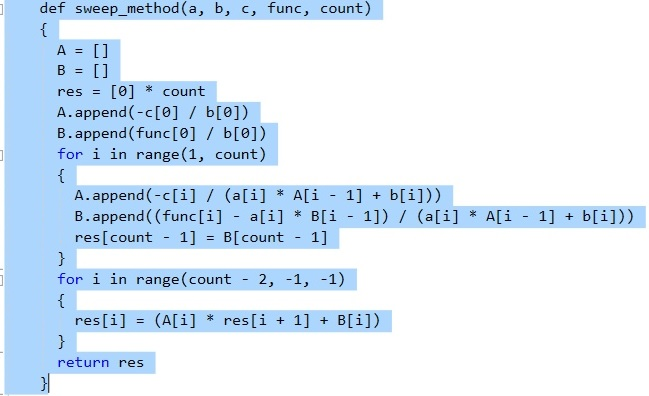 def sweep_method(a, b, c, func, count)
{
A = []
B = []
res = [0] * count
A.append(-c[0] / b[0])
B.append(func[0] / b[0])
for i in range(1, count)
{
A.append(-c[i] / (a[i] * A[i - 1] + b[i]))
B.append((func[i] - a[i] * B[i - 1]) / (a[i] * A[i - 1] + b[i]))
res[count - 1] = B[count - 1]
}
for i in range(count - 2, -1, -1)
{
res[i] = (A[i] * res[i + 1] + B[i])
}
return res
}